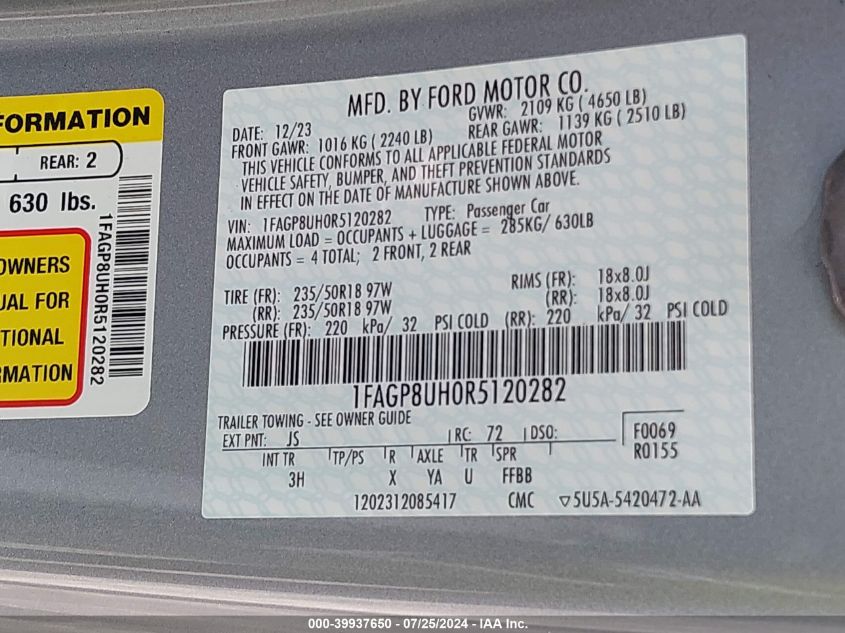 FORMATION
REAR: 2
630 lbs.
OWNERS
UAL FOR
TIONAL
RMATION
1FAGP8UH0R5120282
MFD. BY FORD MOTOR CO.
DATE: 12/23 GVWR: 2109 KG ( 4650 LB)
FRONT GAWR: 1016 KG ( 2240 LB) REAR GAWR: 1139 KG ( 2510 LB)
THIS VEHICLE CONFORMS TO ALL APPLICABLE FEDERAL MOTOR
VEHICLE SAFETY, BUMPER, AND THEFT PREVENTION STANDARDS
IN EFFECT ON THE DATE OF MANUFACTURE SHOWN ABOVE.
VIN: 1FAGP8UH0R5120282 TYPE: Passenger Car
MAXIMUM LOAD = OCCUPANTS + LUGGAGE = 285KG/ 630LB
OCCUPANTS = 4 TOTAL; 2 FRONT, 2 REAR
TIRE (FR): 235/50R18 97W RIMS (FR): 18x8.0J
(RR): 235/50R18 97W (RR): 18x8.0J
PRESSURE (FR): 220 kPa/ 32 PSI COLD (RR): 220 kPa/ 32 PSI COLD
1FAGP8UH0R5120282
TRAILER TOWING - SEE OWNER GUIDE
EXT PNT: JS RC: 72 DSO: F0069
INT TR TP/PS R AXLE TR SPR R0155
3H X YA U FFBB
1202312085417 CMC ▽5U5A-5420472-AA
000-39937650 - 07/25/2024 - IAA Inc.